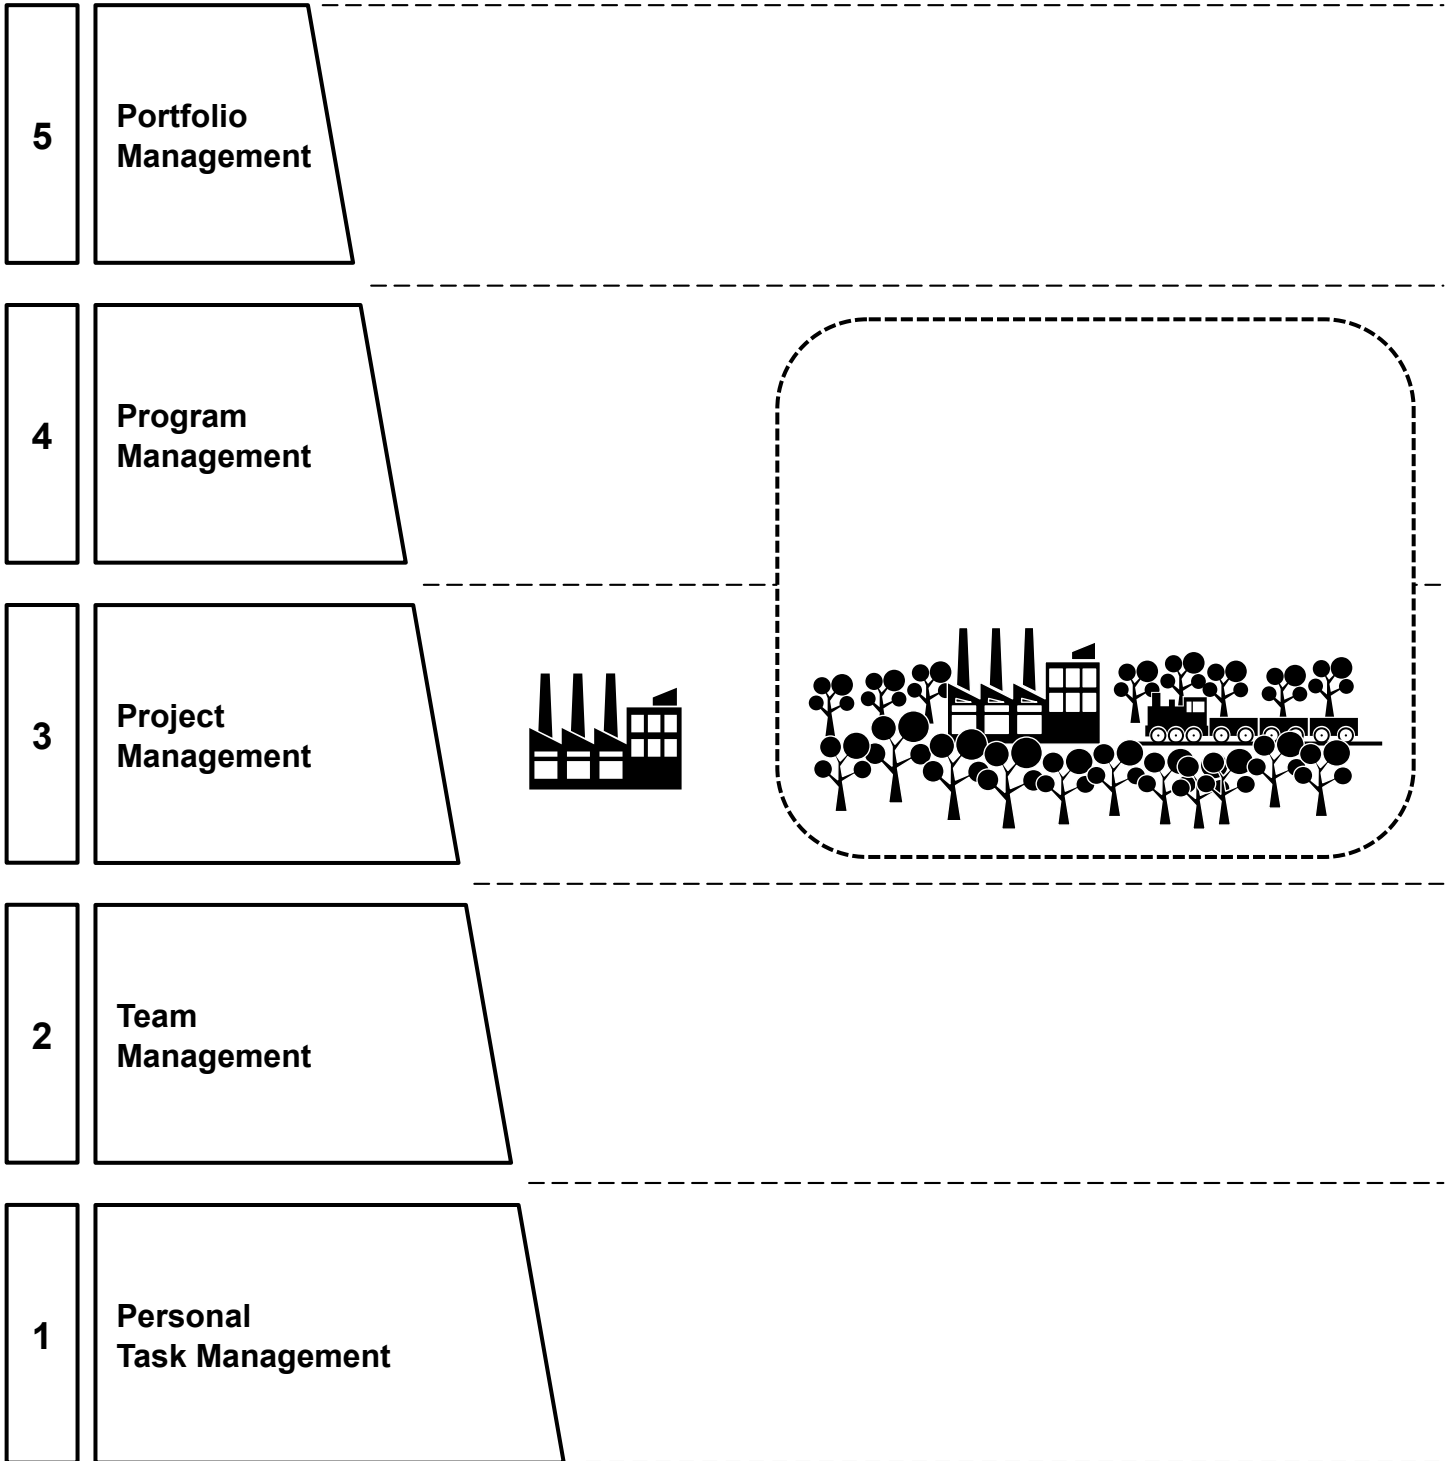 5
Portfolio
Management
4
Program
Management
3
Project
Management
2
Team
Management
1
Personal
Task Management